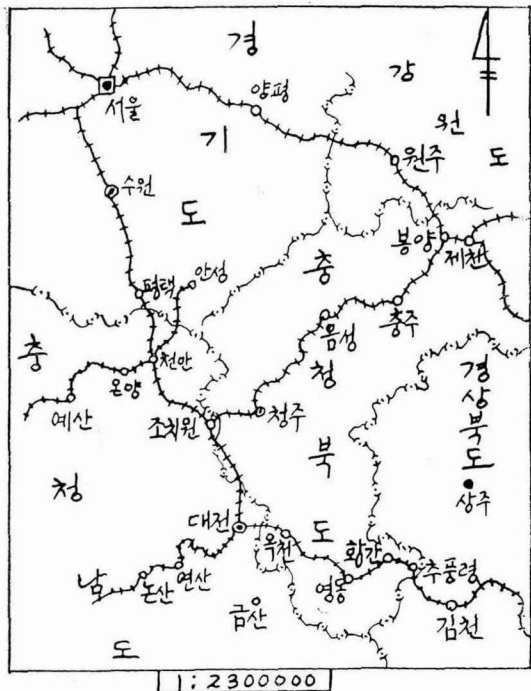 경
기
도
강
원
도
서울
양평
원주
수원
봉양
제천
충
청
북
도
평택
안성
음성
충주
천안
온양
예산
조치원
청주
경상북도
상주
충
청
남
도
대전
옥천
황간
추풍령
영동
김천
연산
논산
금산
1:2300000